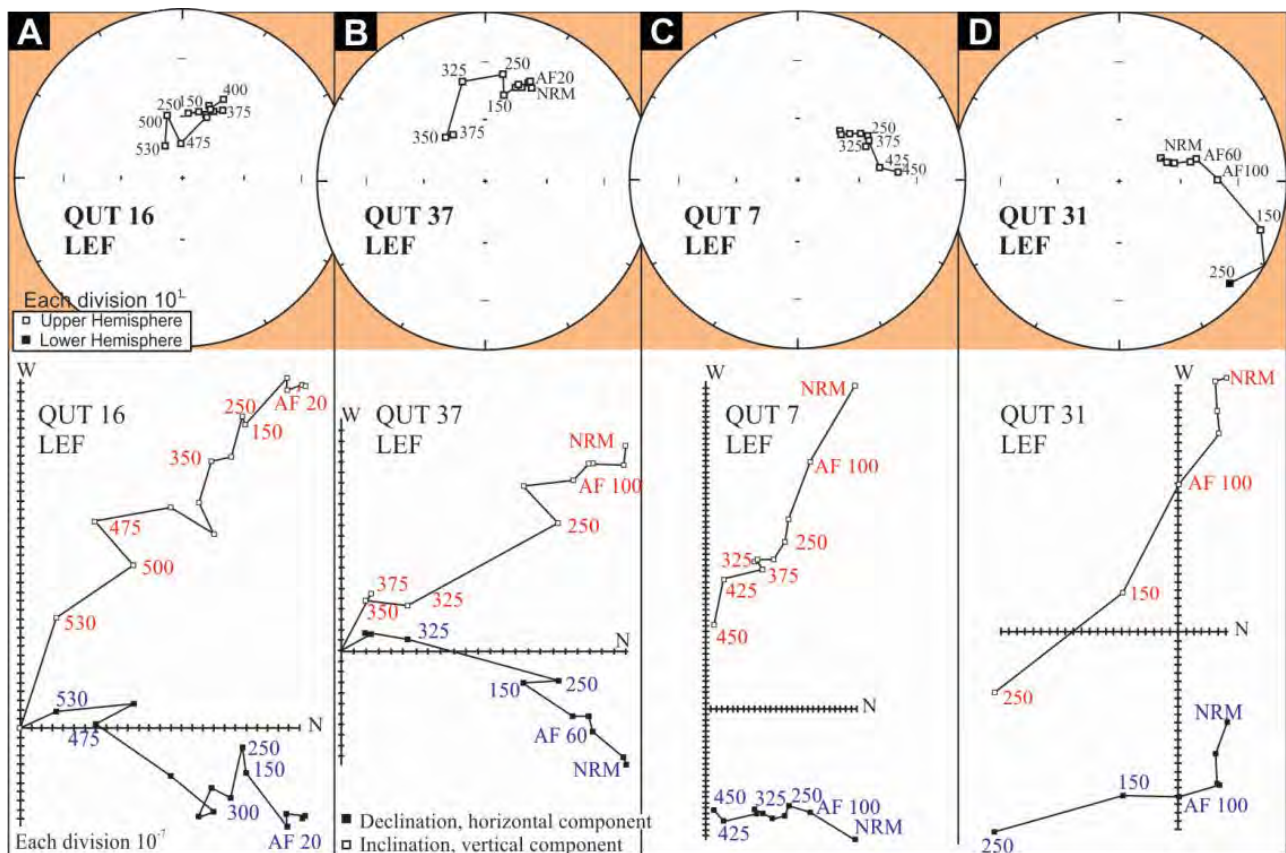 A
250
150
400
500
375
530
475
QUT 16
LEF
Each division 10¹
Upper Hemisphere
Lower Hemisphere
B
325
250
AF20
NRM
150
350
375
QUT 37
LEF
C
250
375
325
425
450
QUT 7
LEF
D
NRM
AF60
AF100
150
250
QUT 31
LEF
W
QUT 16
LEF
AF 20
250
150
350
475
500
530
530
N
475
250
150
300
AF 20
Each division 10⁻⁷
W
QUT 37
LEF
NRM
AF 100
250
375
350
325
325
N
150
250
AF 60
NRM
Declination, horizontal component
Inclination, vertical component
W
NRM
QUT 7
LEF
AF 100
250
325
375
425
450
N
450
325
250
AF 100
425
NRM
W
NRM
QUT 31
LEF
AF 100
150
N
250
NRM
150
AF 100
250